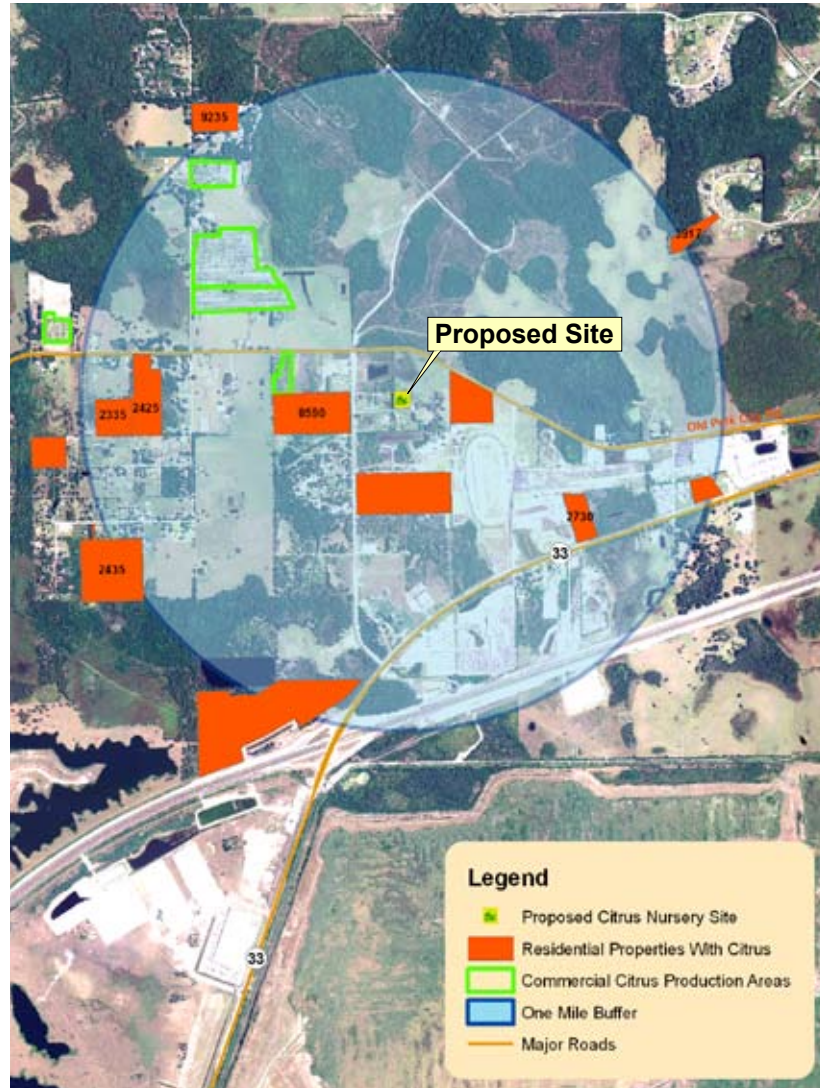 9235
Proposed Site
2335
2425
8550
2730
33
2435
33
Legend
Proposed Citrus Nursery Site
Residential Properties With Citrus
Commercial Citrus Production Areas
One Mile Buffer
Major Roads